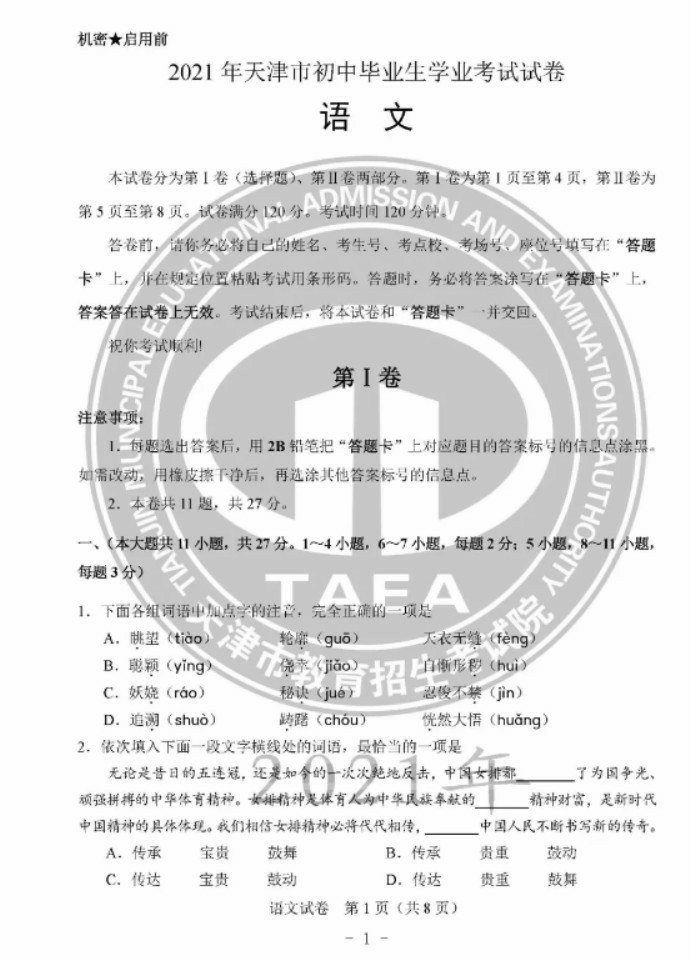 机密★启用前
2021 年天津市初中毕业生学业考试试卷
语 文
本试卷分为第Ⅰ卷（选择题）、第Ⅱ卷两部分。第Ⅰ卷为第 1 页至第 4 页，第Ⅱ卷为
第 5 页至第 8 页。试卷满分 120 分。考试时间 120 分钟。
答卷前，请你务必将自己的姓名、考生号、考点校、考场号、座位号填写在“答题
卡”上，并在规定位置粘贴考试用条形码。答题时，务必将答案涂写在“答题卡”上，
答案答在试卷上无效。考试结束后，将本试卷和“答题卡”一并交回。
祝你考试顺利!
第Ⅰ卷
注意事项：
1．每题选出答案后，用 2B 铅笔把“答题卡”上对应题目的答案标号的信息点涂黑。
如需改动，用橡皮擦干净后，再选涂其他答案标号的信息点。
2．本卷共 11 题，共 27 分。
一、（本大题共 11 小题，共 27 分。1～4 小题，6～7 小题，每题 2 分；5 小题，8～11 小题，
每题 3 分）
1．下面各组词语中加点字的注音，完全正确的一项是
A．眺望（tiào） 轮廓（guō） 天衣无缝（fèng）
B．聪颖（yǐng） 侥幸（jiǎo） 自惭形秽（huì）
C．妖娆（ráo） 秘诀（jué） 忍俊不禁（jìn）
D．追溯（shuò） 踌躇（chóu） 恍然大悟（huǎng）
2．依次填入下面一段文字横线处的词语，最恰当的一项是
无论是昔日的五连冠，还是如今的一次次绝地反击，中国女排都______了为国争光、
顽强拼搏的中华体育精神。女排精神是体育人为中华民族奉献的______精神财富，是新时代
中国精神的具体体现。我们相信女排精神必将代代相传，______中国人民不断书写新的传奇。
A．传承 宝贵 鼓舞 B．传承 贵重 鼓动
C．传达 宝贵 鼓动 D．传达 贵重 鼓舞
语文试卷 第 1 页（共 8 页）
- 1 -
TIANJIN MUNICIPAL EDUCATIONAL ADMISSION AND EXAMINATIONS AUTHORITY
TAEA
天津市教育招生考试院
2021年